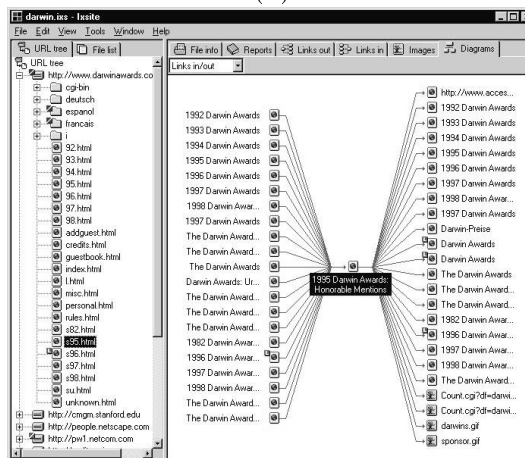 darwin.ixs - Ixsite
File Edit View Tools Window Help
URL tree File list
File info Reports Links out Links in Images Diagrams
Links in/out
URL tree
http://www.darwinawards.co
cgi-bin
deutsch
espanol
francais
i
92.html
93.html
94.html
95.html
96.html
97.html
98.html
addguest.html
credits.html
guestbook.html
index.html
l.html
misc.html
personal.html
rules.html
s82.html
s95.html
s96.html
s97.html
s98.html
su.html
unknown.html
http://cmgm.stanford.edu
http://people.netscape.com
http://pw1.netcom.com
1992 Darwin Awards
1993 Darwin Awards
1994 Darwin Awards
1995 Darwin Awards
1996 Darwin Awards
1997 Darwin Awards
1998 Darwin Awar...
1997 Darwin Awards
The Darwin Award...
The Darwin Award...
The Darwin Awards
Darwin Awards: Ur...
The Darwin Award...
The Darwin Award...
The Darwin Award...
1982 Darwin Awar...
1996 Darwin Awar...
1997 Darwin Awar...
1998 Darwin Awar...
The Darwin Award...
The Darwin Award...
1995 Darwin Awards:
Honorable Mentions
http://www.acces...
1992 Darwin Awards
1993 Darwin Awards
1994 Darwin Awards
1995 Darwin Awards
1996 Darwin Awards
1997 Darwin Awards
1998 Darwin Awar...
1997 Darwin Awards
Darwin-Preise
Darwin Awards
Darwin Awards
The Darwin Awards
The Darwin Award...
The Darwin Award...
1982 Darwin Awar...
1996 Darwin Awar...
1997 Darwin Awar...
1998 Darwin Awar...
The Darwin Award...
Count.cgi?df=darwi...
Count.cgi?df=darwi...
darwins.gif
sponsor.gif